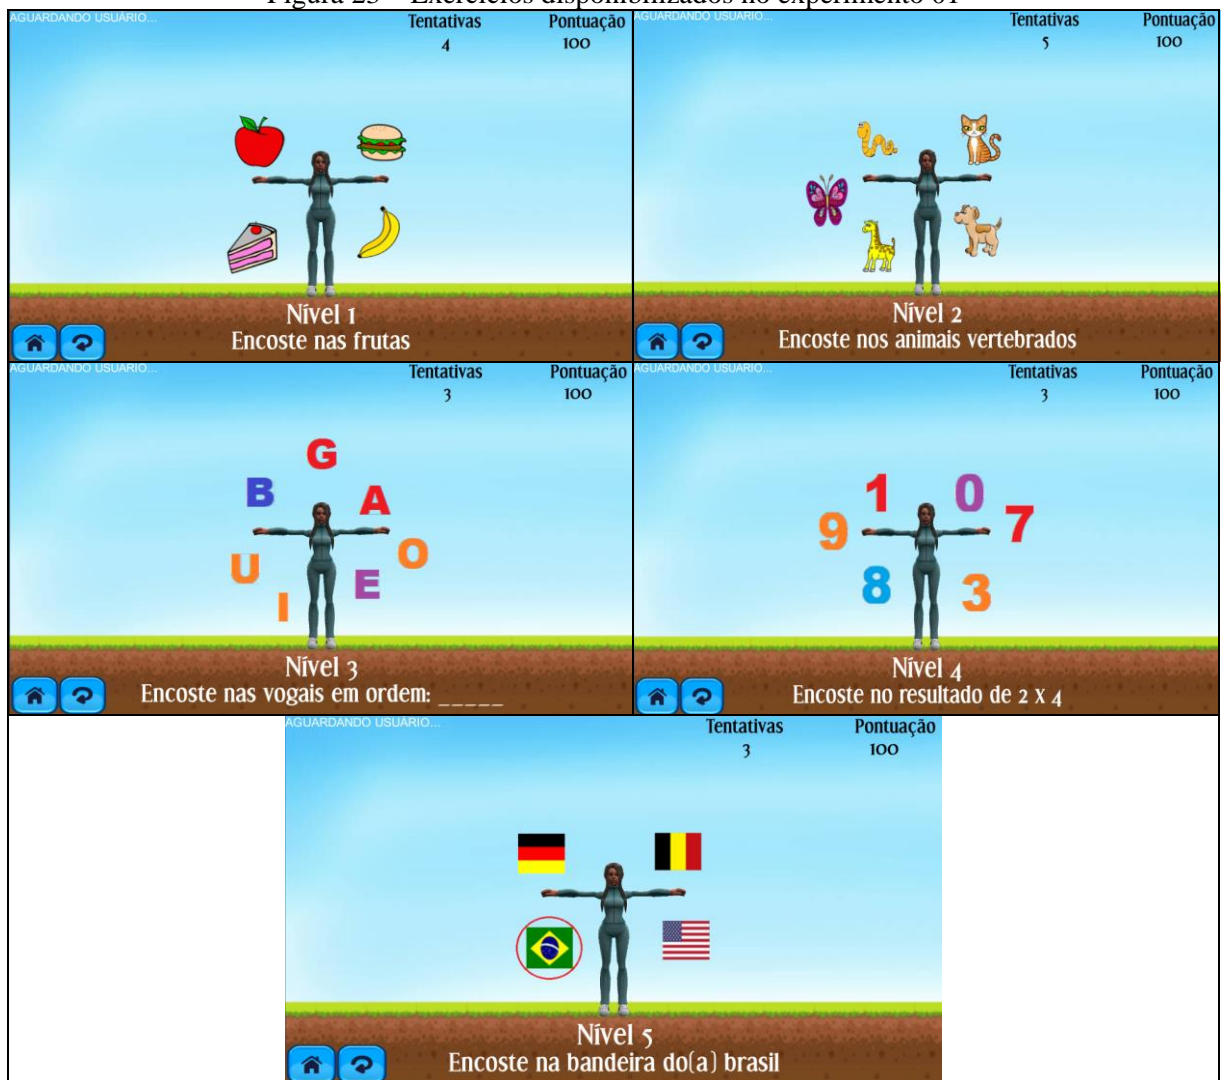 Figura 23 – Exercícios disponibilizados no experimento 01
AGUARDANDO USUÁRIO...
Tentativas
4
Pontuação
100
Nível 1
Encoste nas frutas
AGUARDANDO USUÁRIO...
Tentativas
5
Pontuação
100
Nível 2
Encoste nos animais vertebrados
AGUARDANDO USUÁRIO...
Tentativas
3
Pontuação
100
G
B
A
O
U
E
I
Nível 3
Encoste nas vogais em ordem: _____
AGUARDANDO USUÁRIO...
Tentativas
3
Pontuação
100
1
0
7
9
8
3
Nível 4
Encoste no resultado de 2 x 4
AGUARDANDO USUÁRIO...
Tentativas
3
Pontuação
100
Nível 5
Encoste na bandeira do(a) brasil